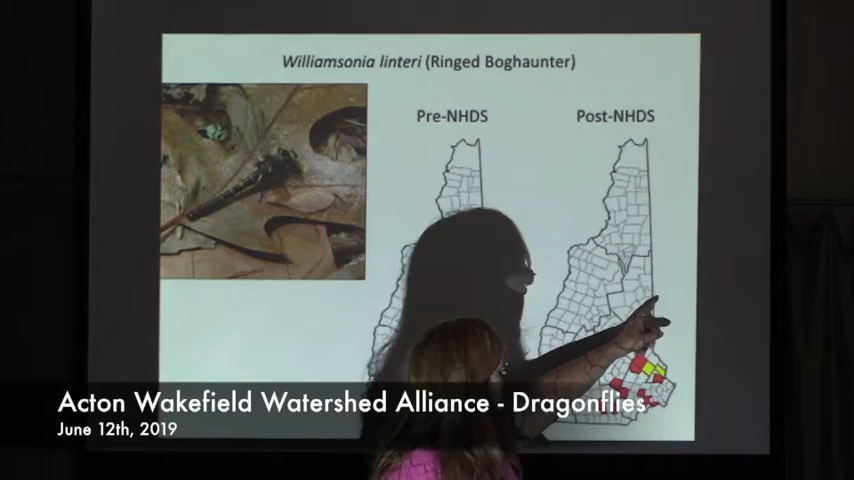 Williamsonia linteri (Ringed Boghaunter)
Pre-NHDS
Post-NHDS
Acton Wakefield Watershed Alliance - Dragonflies
June 12th, 2019